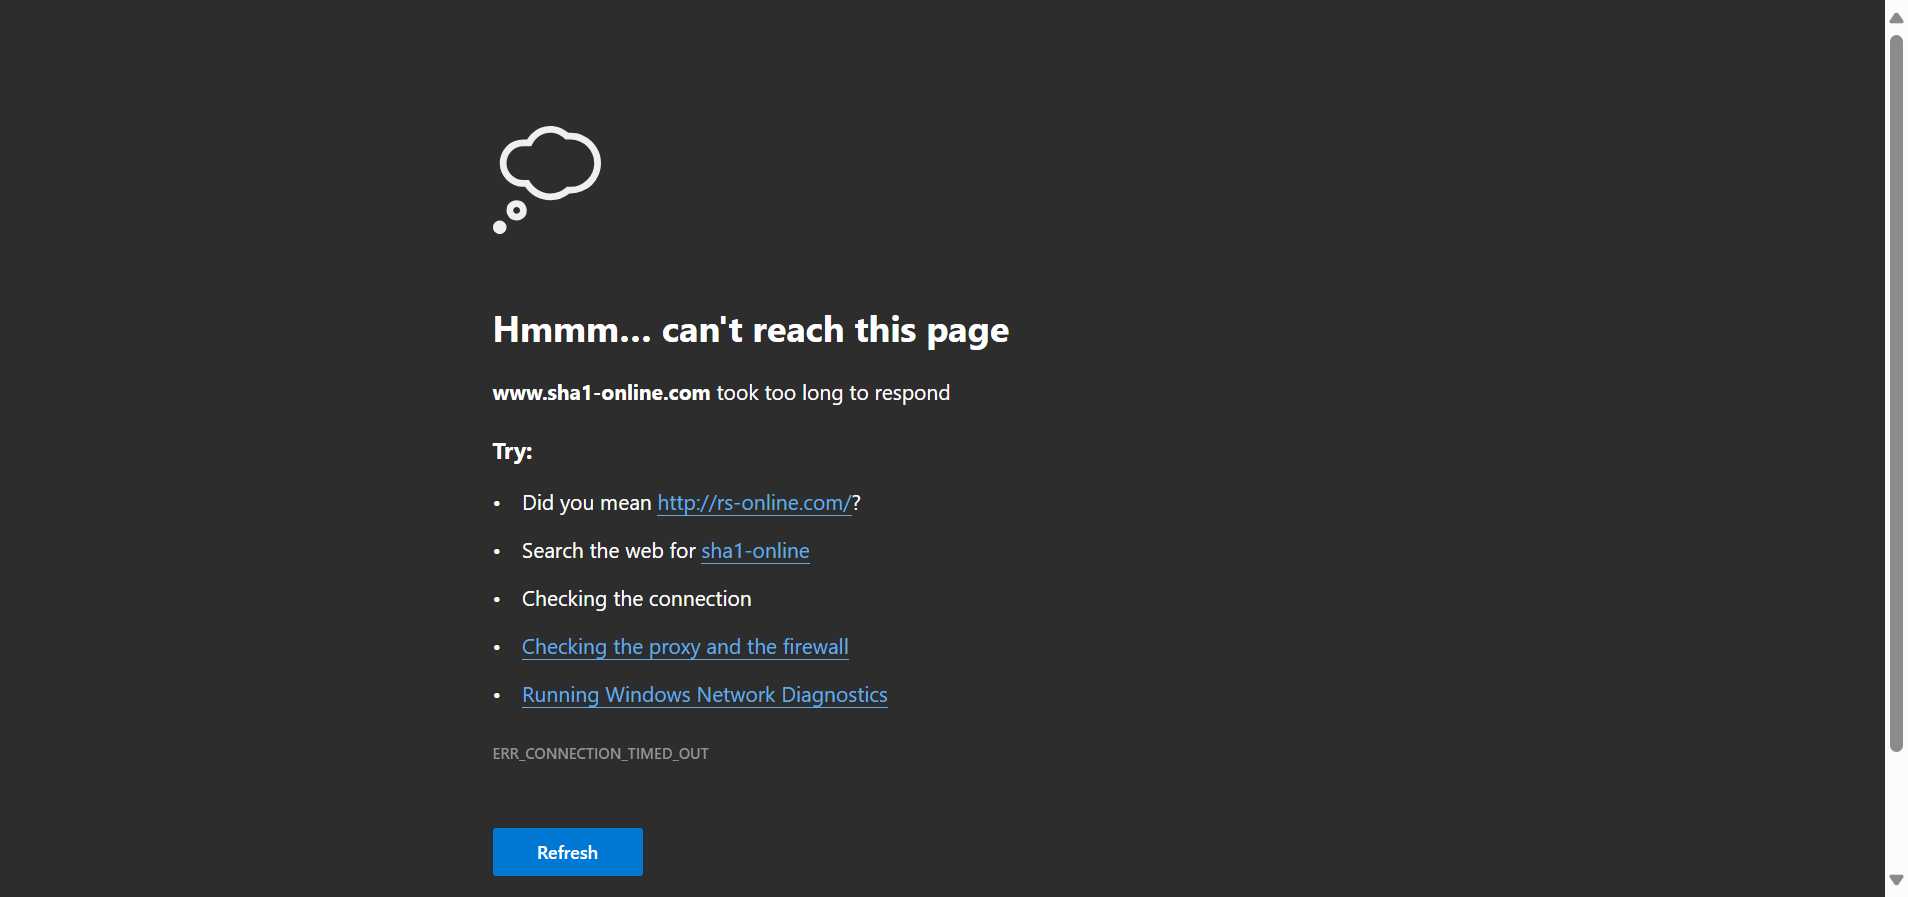 Hmmm... can't reach this page
www.sha1-online.com took too long to respond
Try:
• Did you mean http://rs-online.com/?
• Search the web for sha1-online
• Checking the connection
• Checking the proxy and the firewall
• Running Windows Network Diagnostics
ERR_CONNECTION_TIMED_OUT
Refresh